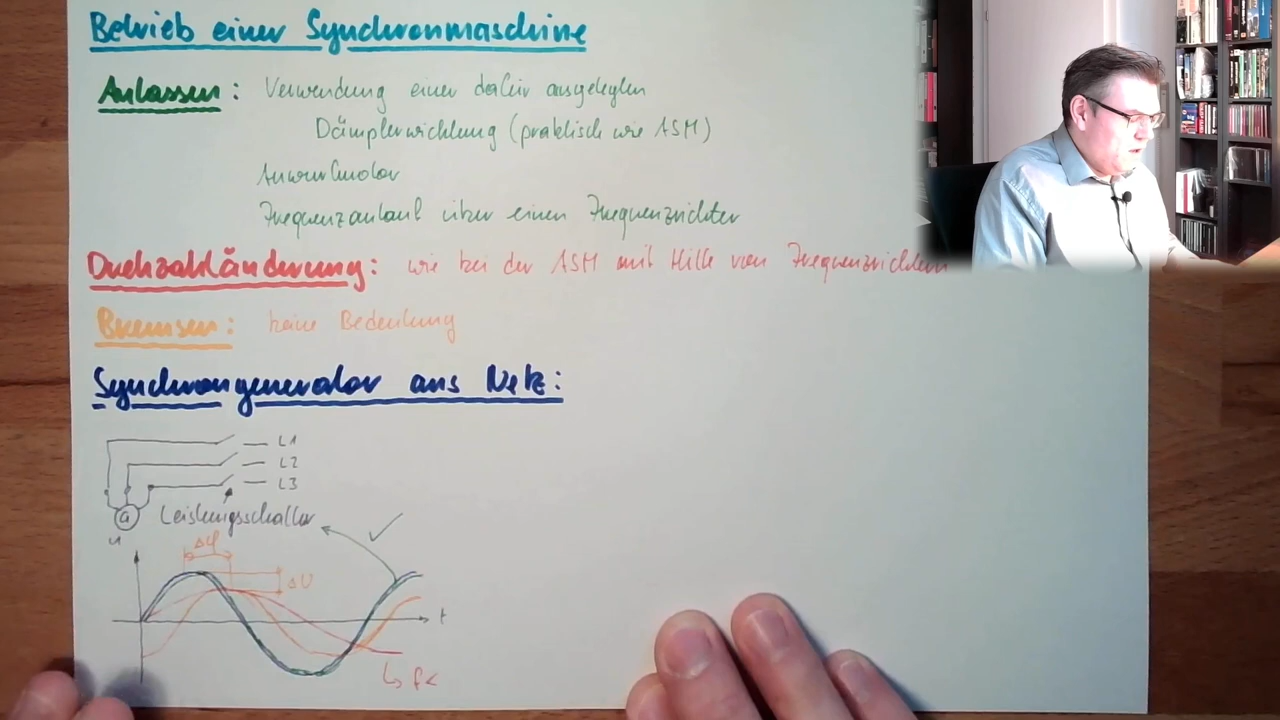 Betrieb einer Synchronmaschine
Anlassen: Verwendung einer dafür ausgelegten
Dämpferwicklung (praktisch wie ASM)
Anwurfmotor
Frequenzanlauf über einen Frequenzrichter
Drehzahländerung: wie bei der ASM mit Hilfe von Frequenzrichtern
Bremsen: keine Bedeutung
Synchrongenerator ans Netz:
L1
L2
L3
G
Leistungsschalter
u
Δφ
ΔU
t
f<